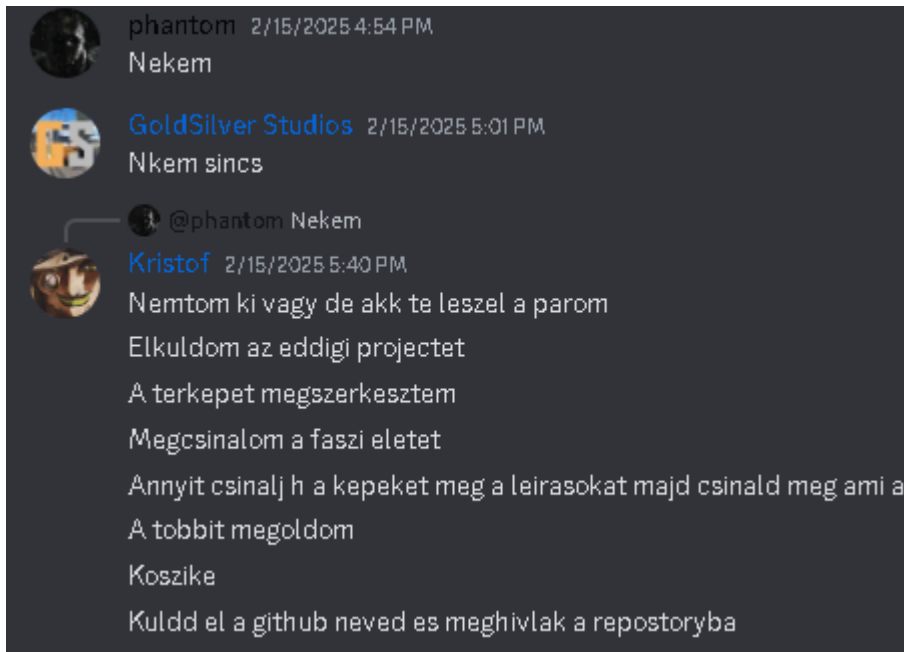 phantom 2/15/2025 4:54 PM
Nekem
GS
GoldSilver Studios 2/15/2025 5:01 PM
Nkem sincs
@phantom Nekem
Kristof 2/15/2025 5:40 PM
Nemtom ki vagy de akk te leszel a parom
Elkuldom az eddigi projectet
A terkepet megszerkesztem
Megcsinalom a faszi eletet
Annyit csinalj h a kepeket meg a leirasokat majd csinald meg ami a
A tobbit megoldom
Koszike
Kuldd el a github neved es meghivlak a repostoryba